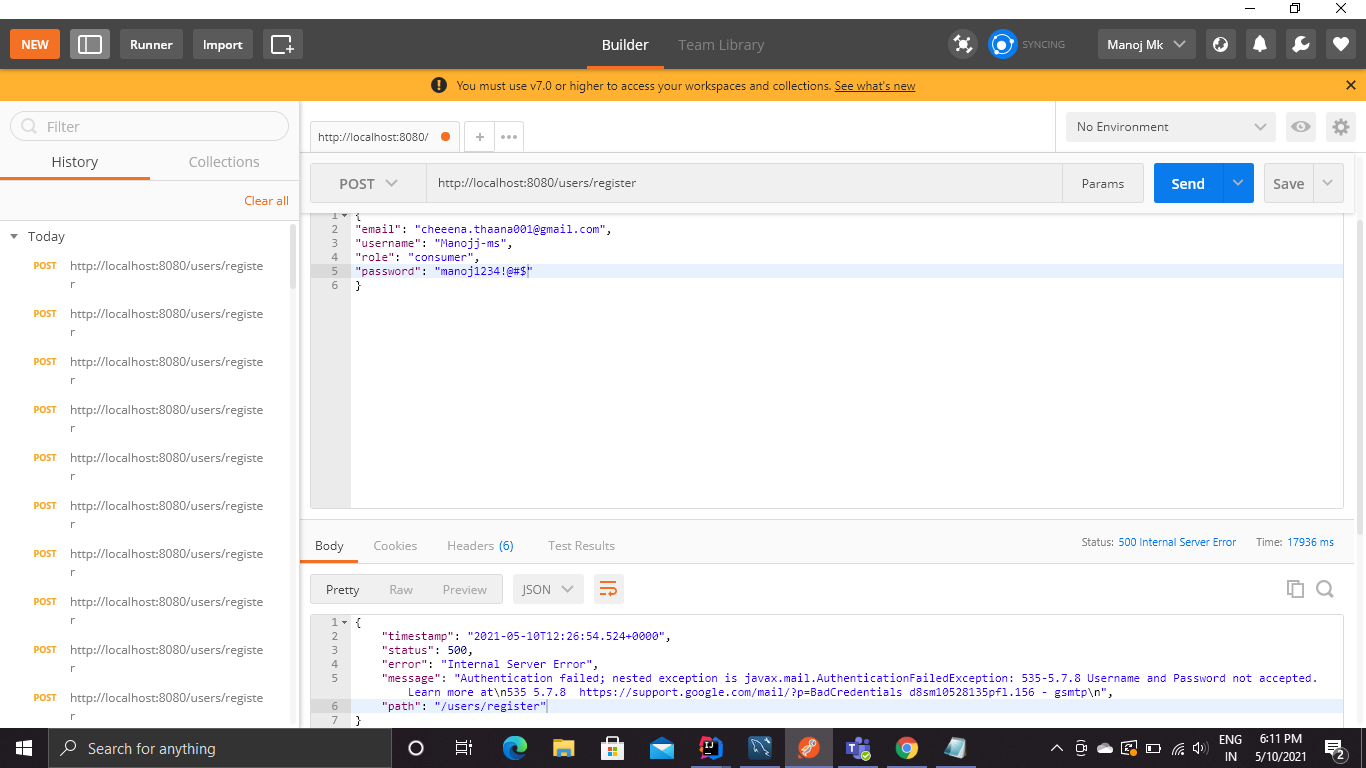 NEW
Runner
Import
Builder
Team Library
SYNCING
Manoj Mk
You must use v7.0 or higher to access your workspaces and collections. See what's new
Filter
History
Collections
Clear all
Today
POST http://localhost:8080/users/registe
r
POST http://localhost:8080/users/registe
r
POST http://localhost:8080/users/registe
r
POST http://localhost:8080/users/registe
r
POST http://localhost:8080/users/registe
r
POST http://localhost:8080/users/registe
r
POST http://localhost:8080/users/registe
r
POST http://localhost:8080/users/registe
r
POST http://localhost:8080/users/registe
r
POST http://localhost:8080/users/registe
r
http://localhost:8080/
No Environment
POST
http://localhost:8080/users/register
Params
Send
Save
1 {
2 "email": "cheeena.thaana001@gmail.com",
3 "username": "Manojj-ms",
4 "role": "consumer",
5 "password": "manoj1234!@#$"
6 }
Body
Cookies
Headers (6)
Test Results
Status: 500 Internal Server Error
Time: 17936 ms
Pretty
Raw
Preview
JSON
1 {
2 "timestamp": "2021-05-10T12:26:54.524+0000",
3 "status": 500,
4 "error": "Internal Server Error",
5 "message": "Authentication failed; nested exception is javax.mail.AuthenticationFailedException: 535-5.7.8 Username and Password not accepted.
Learn more at\n535 5.7.8  https://support.google.com/mail/?p=BadCredentials d8sm10528135pfl.156 - gsmtp\n",
6 "path": "/users/register"
7 }
Search for anything
ENG
IN
6:11 PM
5/10/2021
2